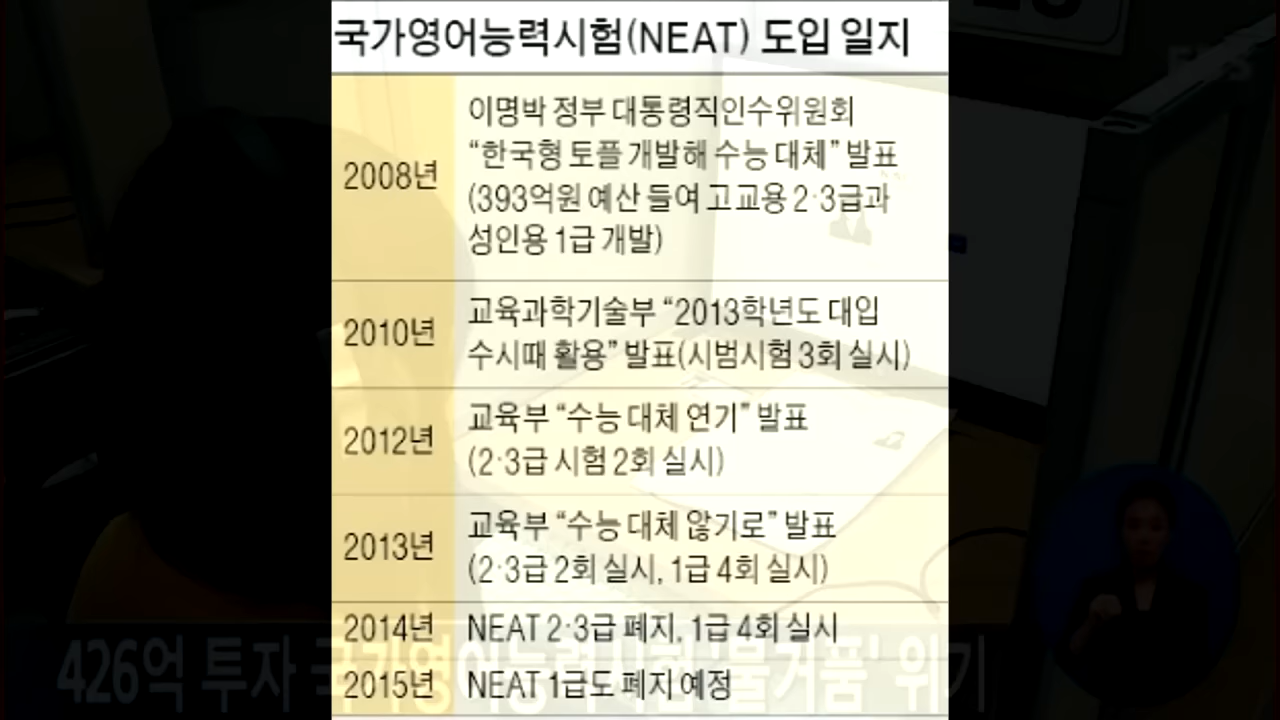 국가영어능력시험(NEAT) 도입 일지
2008년
이명박 정부 대통령직인수위원회
“한국형 토플 개발해 수능 대체” 발표
(393억원 예산 들여 고교용 2·3급과
성인용 1급 개발)
2010년
교육과학기술부 “2013학년도 대입
수시때 활용” 발표(시범시험 3회 실시)
2012년
교육부 “수능 대체 연기” 발표
(2·3급 시험 2회 실시)
2013년
교육부 “수능 대체 않기로” 발표
(2·3급 2회 실시, 1급 4회 실시)
2014년
NEAT 2·3급 폐지, 1급 4회 실시
426억 투자 국가영어능력시험 '물거품' 위기
2015년
NEAT 1급도 폐지 예정